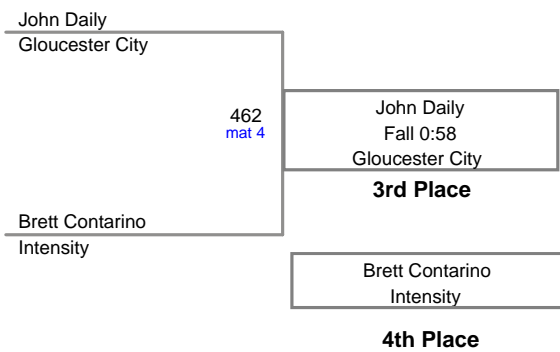 John Daily
Gloucester City
462
mat 4
John Daily
Fall 0:58
Gloucester City
3rd Place
Brett Contarino
Intensity
Brett Contarino
Intensity
4th Place